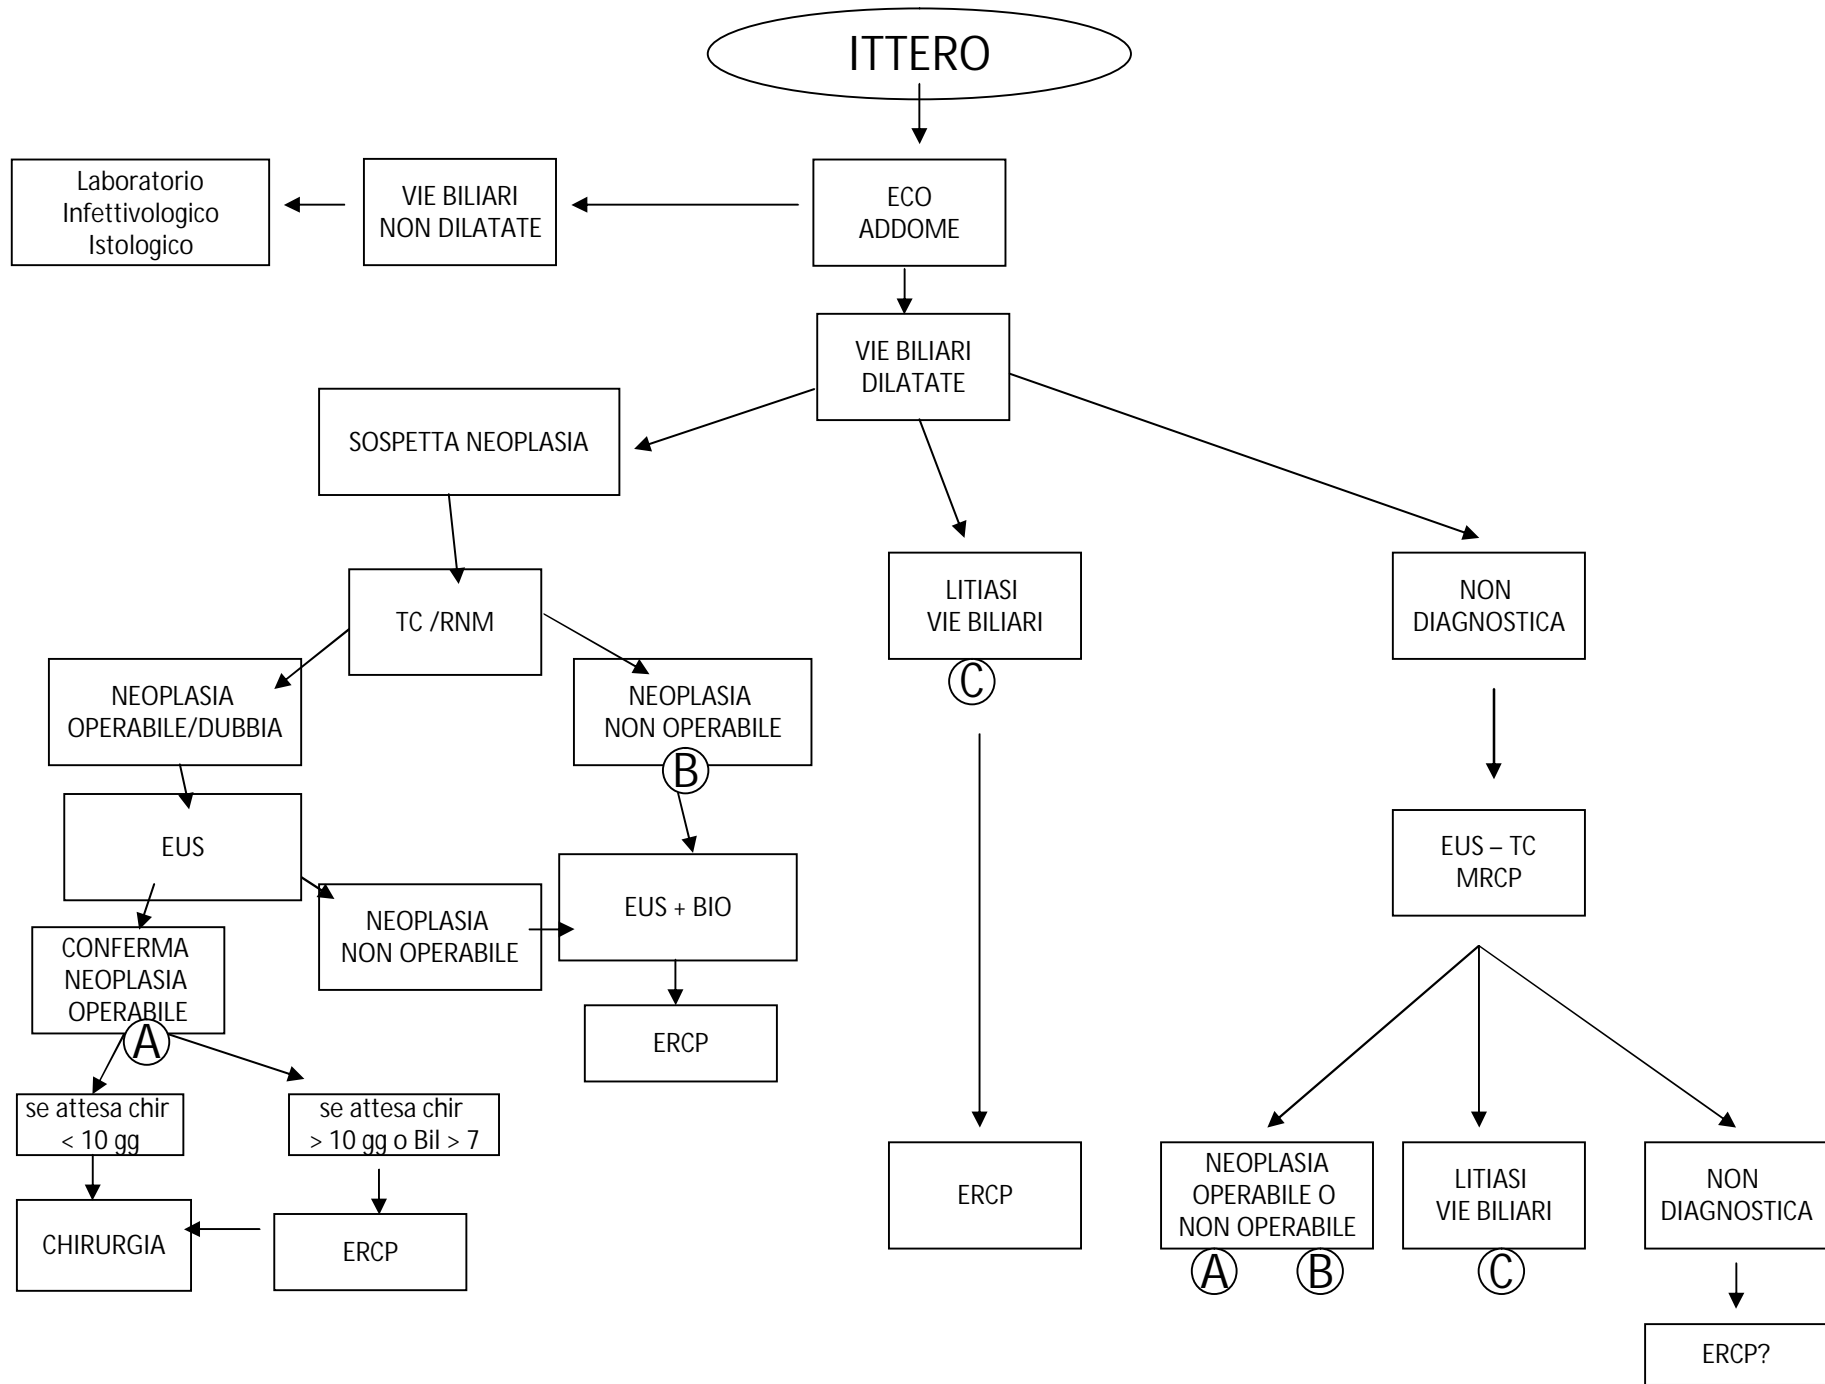 ITTERO
Laboratorio
Infettivologico
Istologico
VIE BILIARI
NON DILATATE
ECO
ADDOME
VIE BILIARI
DILATATE
SOSPETTA NEOPLASIA
TC /RNM
LITIASI
VIE BILIARI
C
NON
DIAGNOSTICA
NEOPLASIA
OPERABILE/DUBBIA
NEOPLASIA
NON OPERABILE
B
EUS
EUS – TC
MRCP
NEOPLASIA
NON OPERABILE
EUS + BIO
CONFERMA
NEOPLASIA
OPERABILE
A
ERCP
se attesa chir
< 10 gg
se attesa chir
> 10 gg o Bil > 7
CHIRURGIA
ERCP
ERCP
NEOPLASIA
OPERABILE O
NON OPERABILE
A
B
LITIASI
VIE BILIARI
C
NON
DIAGNOSTICA
ERCP?